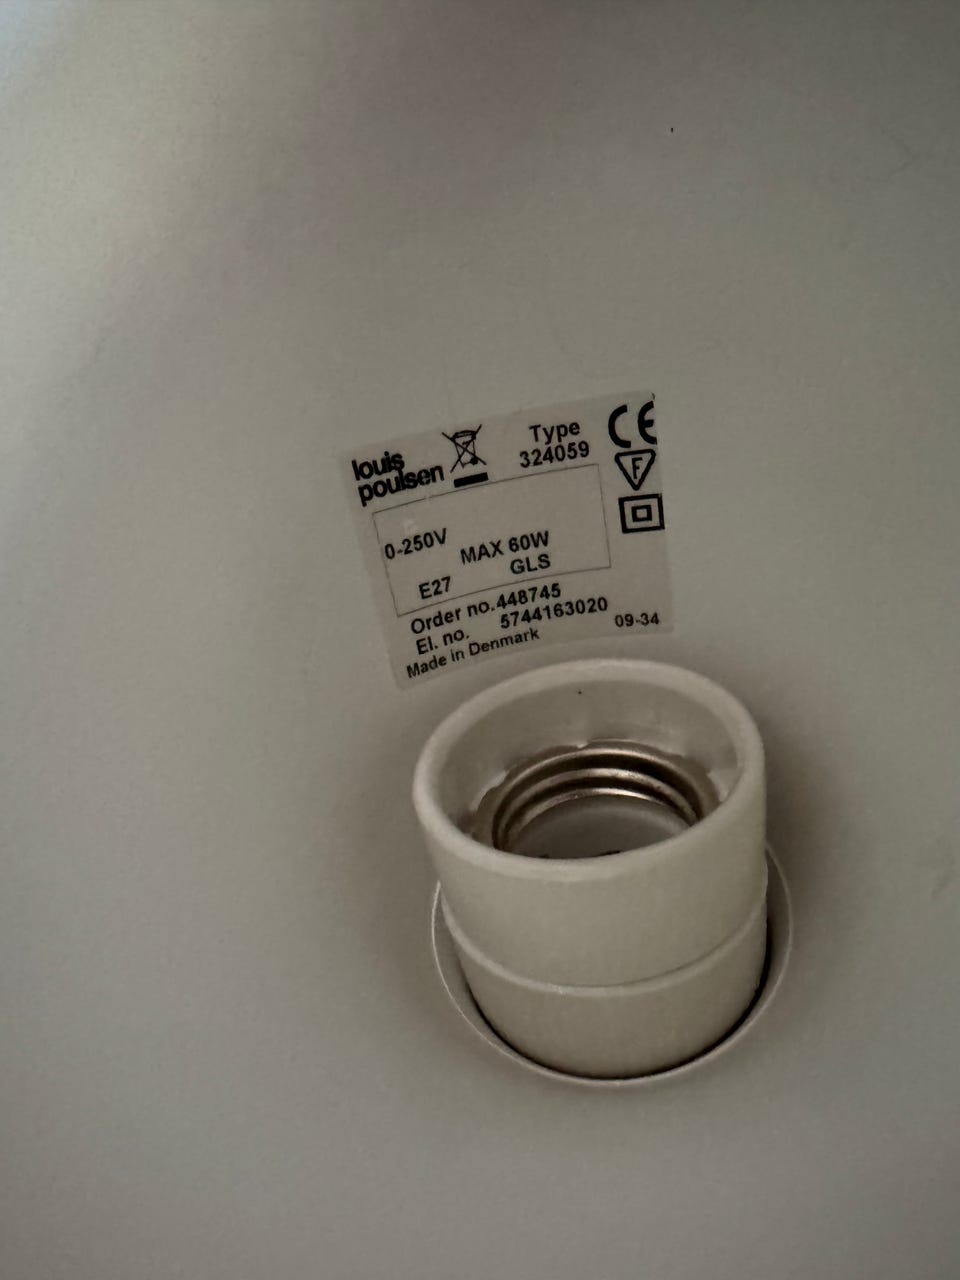 louis
poulsen
Type
324059
CE
F
0-250V
MAX 60W
E27 GLS
Order no.448745
El. no. 5744163020
Made in Denmark
09-34